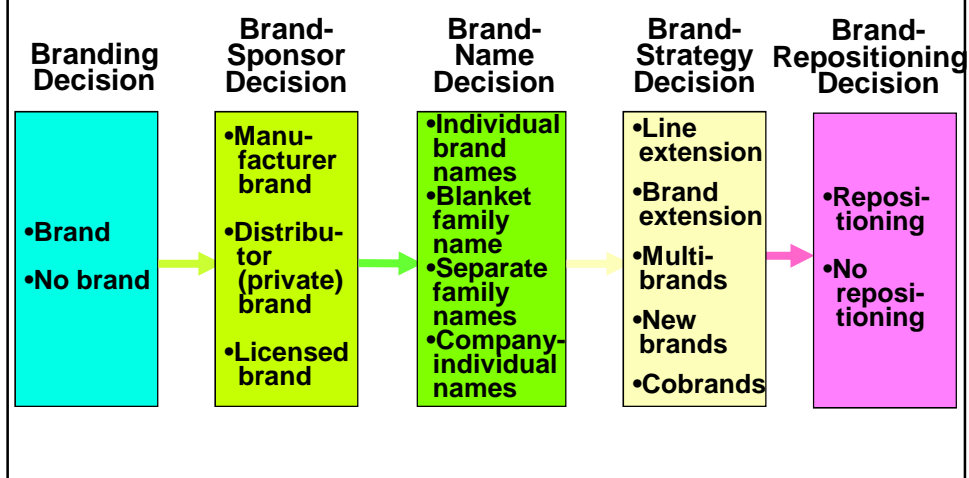 Branding
Decision
Brand-
Sponsor
Decision
Brand-
Name
Decision
Brand-
Strategy
Decision
Brand-
Repositioning
Decision
•Brand
•No brand
•Manu-
facturer
brand
•Distribu-
tor
(private)
brand
•Licensed
brand
•Individual
brand
names
•Blanket
family
name
•Separate
family
names
•Company-
individual
names
•Line
extension
•Brand
extension
•Multi-
brands
•New
brands
•Cobrands
•Reposi-
tioning
•No
reposi-
tioning